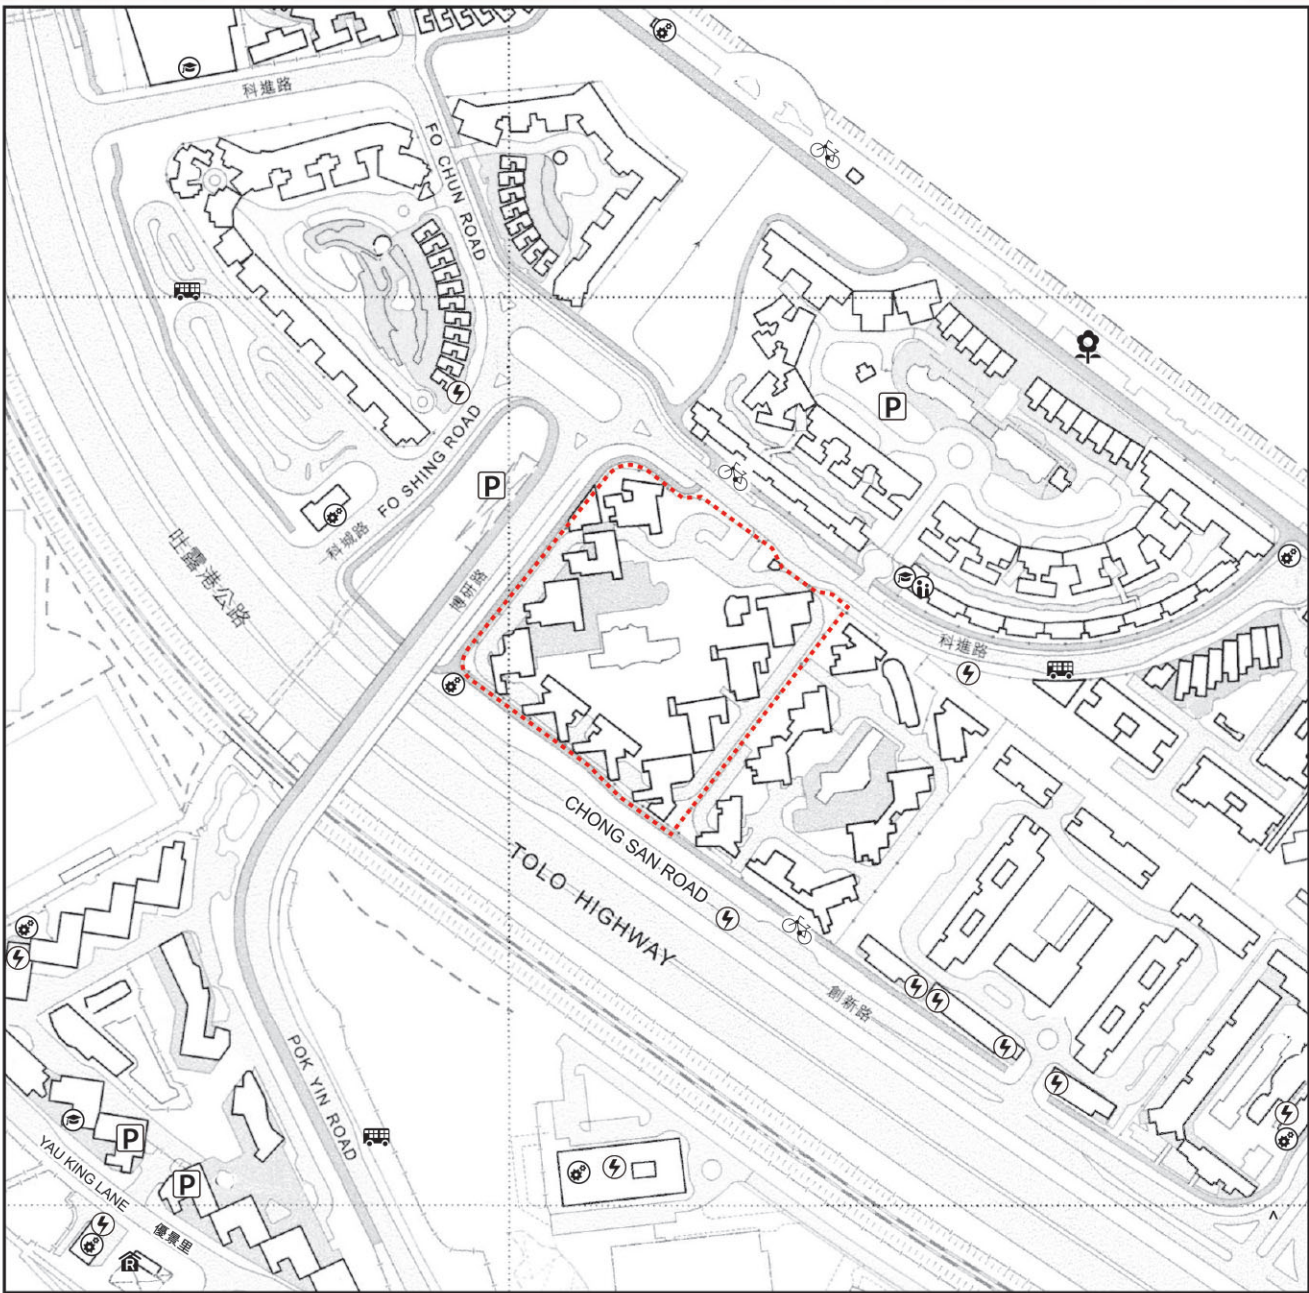 科進路
FO CHUN ROAD
P
P
FO SHING ROAD
科城路
吐露港公路
博研路
科進路
CHONG SAN ROAD
TOLO HIGHWAY
創新路
POK YIN ROAD
P
YAU KING LANE
P
優景里
R